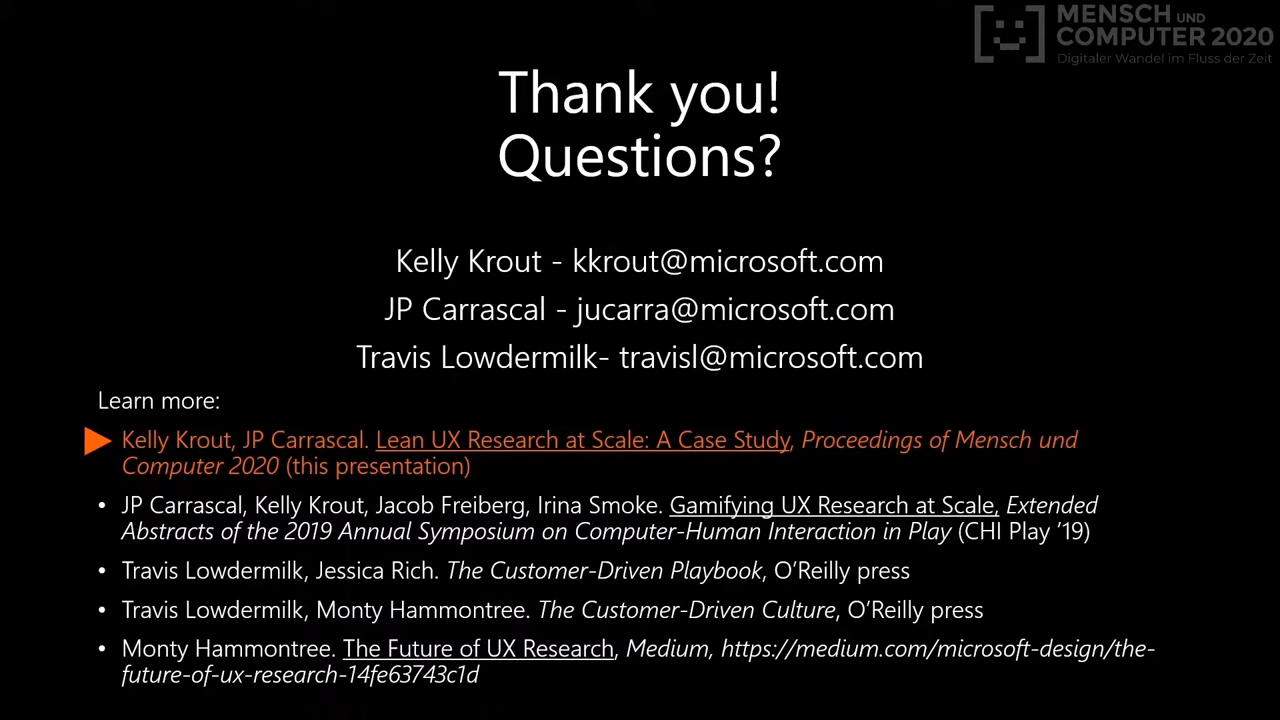 MENSCH UND
COMPUTER 2020
Digitaler Wandel im Fluss der Zeit
Thank you!
Questions?
Kelly Krout - kkrout@microsoft.com
JP Carrascal - jucarra@microsoft.com
Travis Lowdermilk- travisl@microsoft.com
Learn more:
Kelly Krout, JP Carrascal. Lean UX Research at Scale: A Case Study, Proceedings of Mensch und
Computer 2020 (this presentation)
• JP Carrascal, Kelly Krout, Jacob Freiberg, Irina Smoke. Gamifying UX Research at Scale, Extended
Abstracts of the 2019 Annual Symposium on Computer-Human Interaction in Play (CHI Play ’19)
• Travis Lowdermilk, Jessica Rich. The Customer-Driven Playbook, O’Reilly press
• Travis Lowdermilk, Monty Hammontree. The Customer-Driven Culture, O’Reilly press
• Monty Hammontree. The Future of UX Research, Medium, https://medium.com/microsoft-design/the-
future-of-ux-research-14fe63743c1d